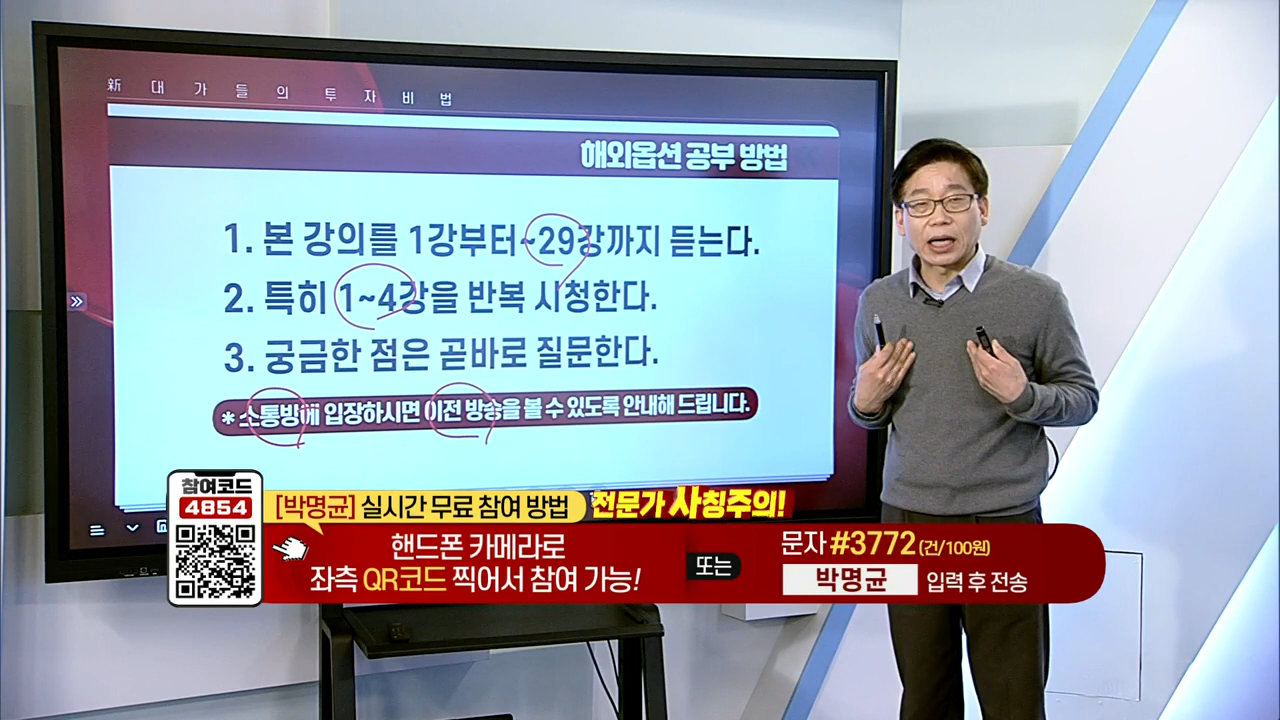 新 대 가 들 의 투 자 비 법
해외옵션 공부 방법
1. 본 강의를 1강부터~29강까지 듣는다.
2. 특히 1~4강을 반복 시청한다.
3. 궁금한 점은 곧바로 질문한다.
* 소통방에 입장하시면 이전 방송을 볼 수 있도록 안내해 드립니다.
참여코드
4854
[박명균] 실시간 무료 참여 방법
전문가 사칭주의!
핸드폰 카메라로
좌측 QR코드 찍어서 참여 가능!
또는
문자 #3772 (건/100원)
박명균 입력 후 전송